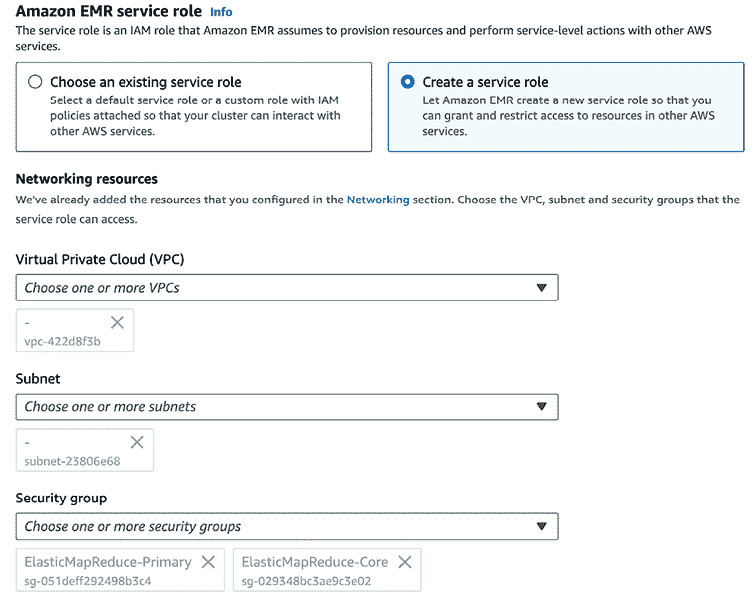 Amazon EMR service role Info
The service role is an IAM role that Amazon EMR assumes to provision resources and perform service-level actions with other AWS
services.
Choose an existing service role
Select a default service role or a custom role with IAM
policies attached so that your cluster can interact with
other AWS services.
Create a service role
Let Amazon EMR create a new service role so that you
can grant and restrict access to resources in other AWS
services.
Networking resources
We've already added the resources that you configured in the Networking section. Choose the VPC, subnet and security groups that the
service role can access.
Virtual Private Cloud (VPC)
Choose one or more VPCs
-
vpc-422d8f3b
Subnet
Choose one or more subnets
-
subnet-23806e68
Security group
Choose one or more security groups
ElasticMapReduce-Primary
sg-051deff292498b3c4
ElasticMapReduce-Core
sg-029348bc3ae9c3e02